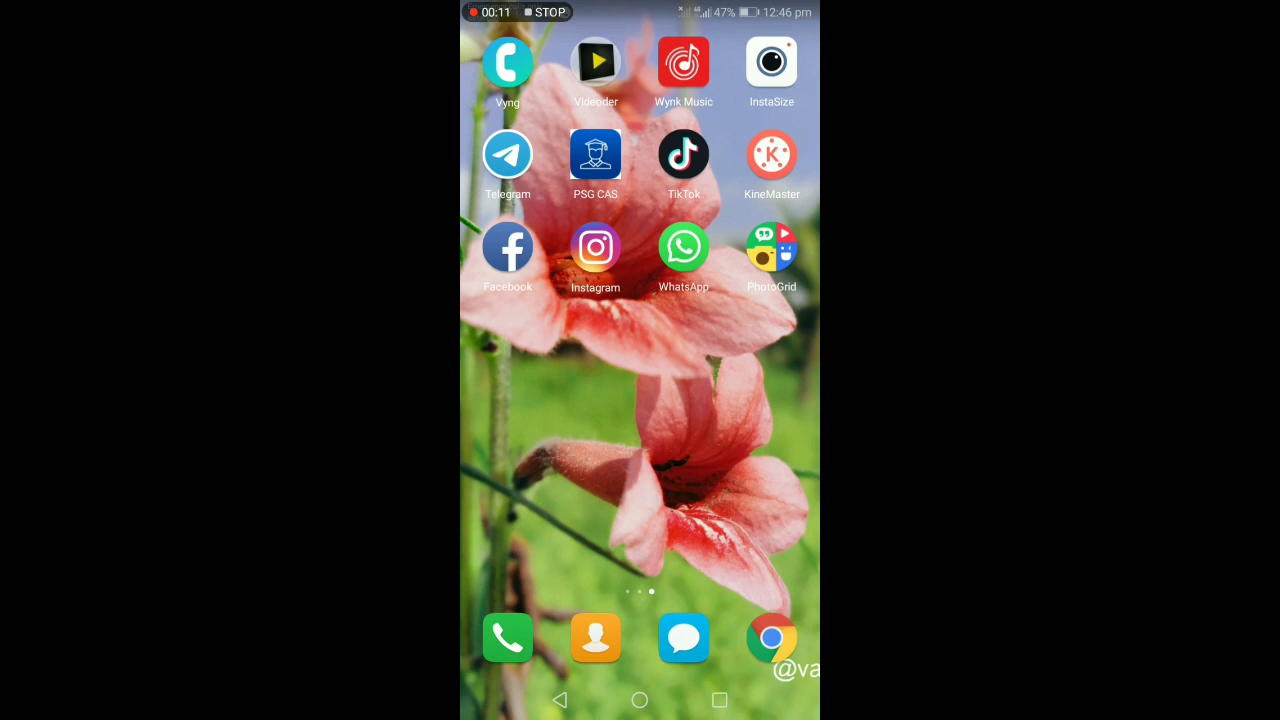 00:11 STOP 47% 12:46 pm
Vyng Videoder Wynk Music InstaSize
Telegram PSG CAS TikTok KineMaster
Facebook Instagram WhatsApp PhotoGrid
@va